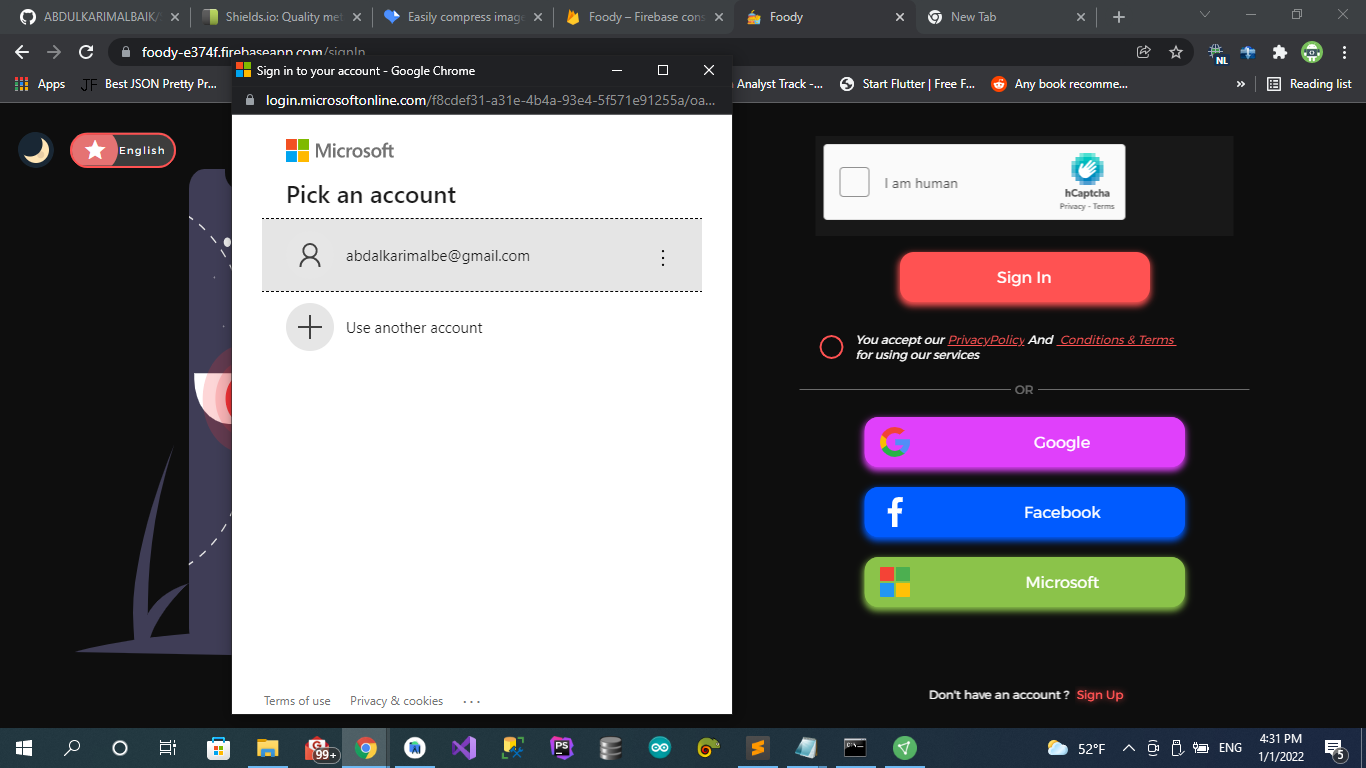 ABDULKARIMALBAIK/
Shields.io: Quality met
Easily compress image
Foody – Firebase cons
Foody
New Tab
foody-e374f.firebaseapp.com/signIn
Apps
Best JSON Pretty Pr...
Analyst Track -...
Start Flutter | Free F...
Any book recomme...
»
Reading list
NL
Sign in to your account - Google Chrome
login.microsoftonline.com/f8cdef31-a31e-4b4a-93e4-5f571e91255a/oa...
Microsoft
Pick an account
abdalkarimalbe@gmail.com
Use another account
Terms of use
Privacy & cookies
...
English
I am human
hCaptcha
Privacy - Terms
Sign In
You accept our PrivacyPolicy And Conditions & Terms
for using our services
OR
Google
Facebook
Microsoft
Don't have an account ? Sign Up
99+
PS
52°F
ENG
4:31 PM
1/1/2022
5